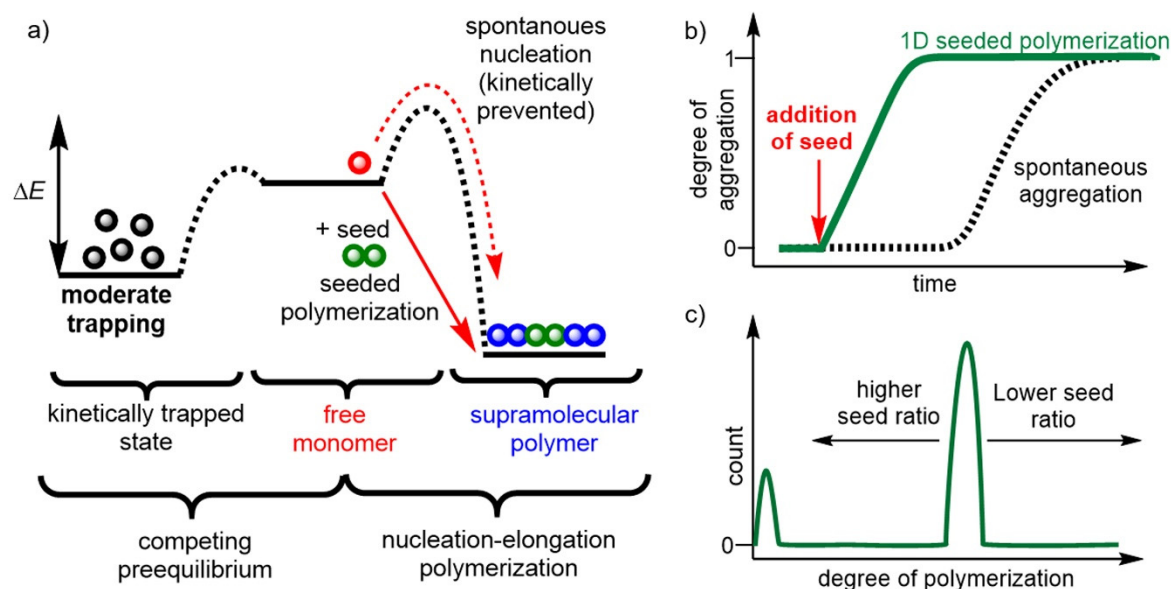 a)
spontanoues
nucleation
(kinetically
prevented)
ΔE
+ seed
seeded
polymerization
moderate
trapping
kinetically trapped
state
free
monomer
supramolecular
polymer
competing
preequilibrium
nucleation-elongation
polymerization
b)
1D seeded polymerization
1
degree of
aggregation
addition
of seed
spontaneous
aggregation
0
time
c)
higher
seed ratio
Lower seed
ratio
count
0
degree of polymerization